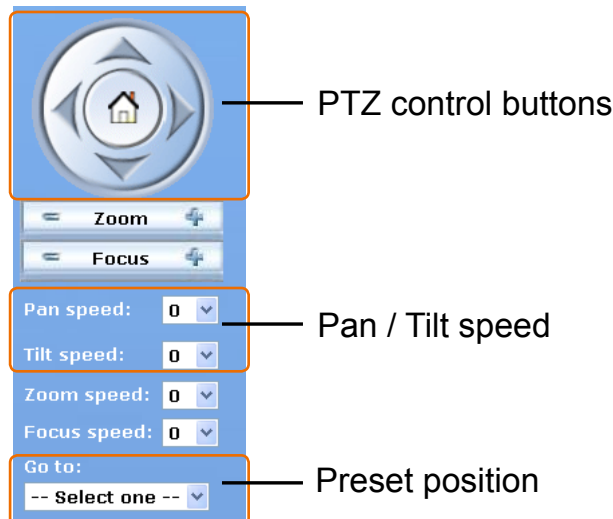 PTZ control buttons
Zoom
Focus
Pan speed: 0
Pan / Tilt speed
Tilt speed: 0
Zoom speed: 0
Focus speed: 0
Go to:
-- Select one --
Preset position